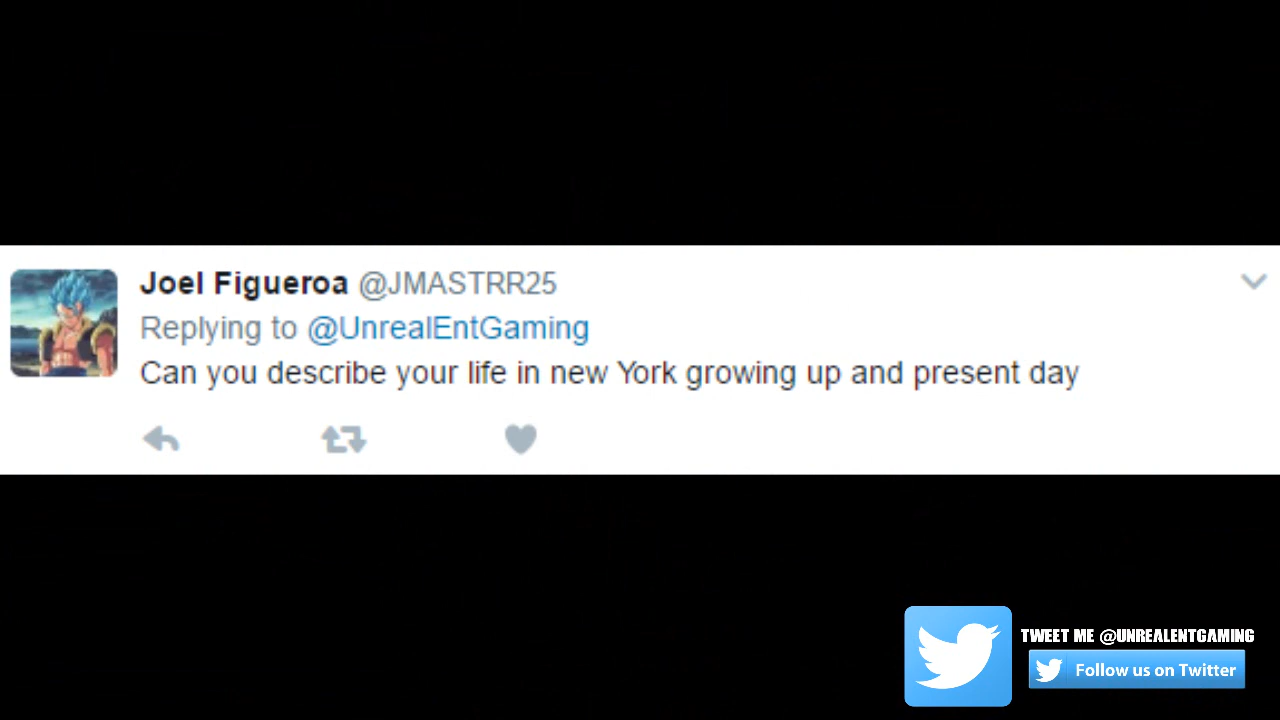 Joel Figueroa @JMASTRR25
Replying to @UnrealEntGaming
Can you describe your life in new York growing up and present day
TWEET ME @UNREALENTGAMING
Follow us on Twitter